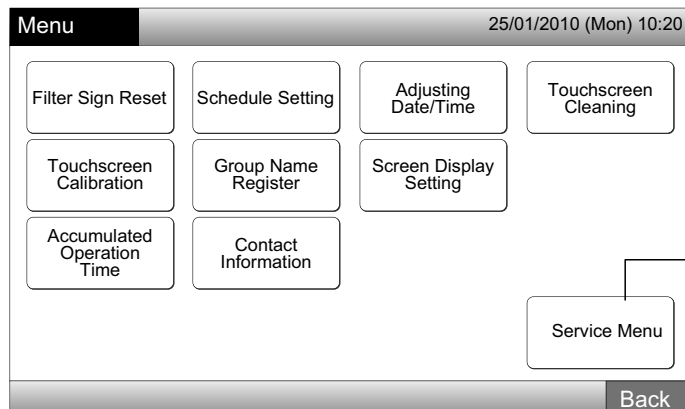 Menu
25/01/2010 (Mon) 10:20
Filter Sign Reset
Schedule Setting
Adjusting
Date/Time
Touchscreen
Cleaning
Touchscreen
Calibration
Group Name
Register
Screen Display
Setting
Accumulated
Operation
Time
Contact
Information
Service Menu
Back